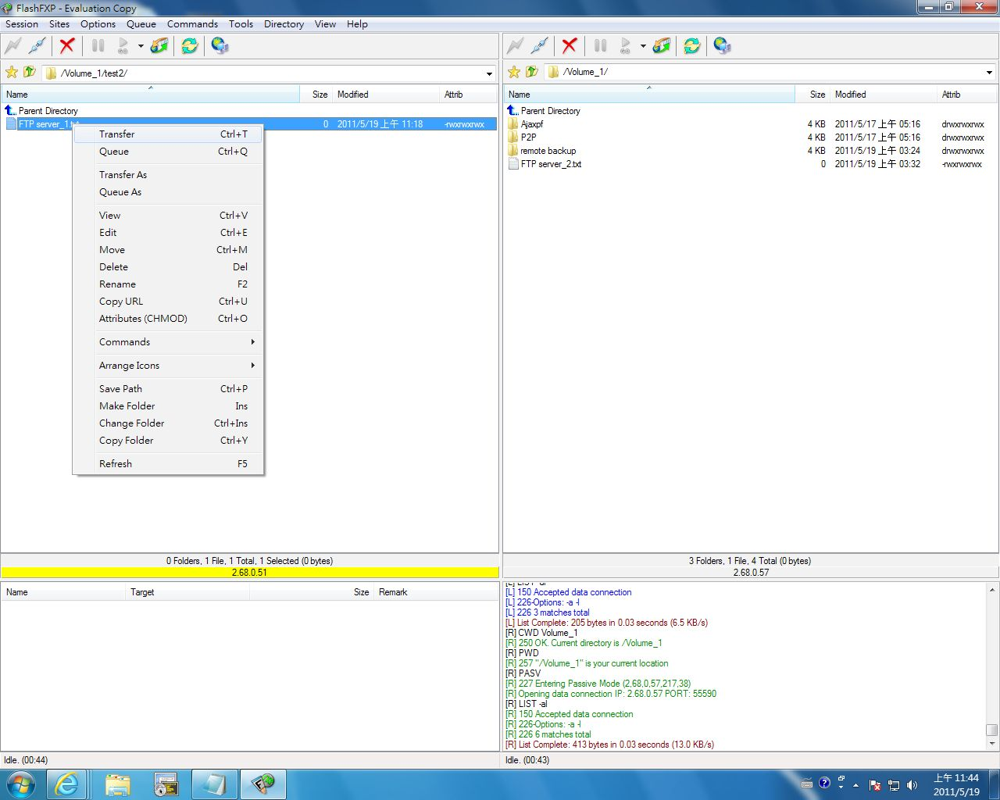 FlashFXP - Evaluation Copy
Session Sites Options Queue Commands Tools Directory View Help
GO
GO
/Volume_1/test2/
/Volume_1/
Name Size Modified Attrib
Parent Directory
FTP server_1.txt 0 2011/5/19 上午 11:18 -rwxrwxrwx
Transfer Ctrl+T
Queue Ctrl+Q
Transfer As
Queue As
View Ctrl+V
Edit Ctrl+E
Move Ctrl+M
Delete Del
Rename F2
Copy URL Ctrl+U
Attributes (CHMOD) Ctrl+O
Commands
Arrange Icons
Save Path Ctrl+P
Make Folder Ins
Change Folder Ctrl+Ins
Copy Folder Ctrl+Y
Refresh F5
0 Folders, 1 File, 1 Total, 1 Selected (0 bytes)
2.68.0.51
Name Size Modified Attrib
Parent Directory
Ajaxpf 4 KB 2011/5/17 上午 05:16 drwxrwxrwx
P2P 4 KB 2011/5/17 上午 05:16 drwxrwxrwx
remote backup 4 KB 2011/5/19 上午 03:24 drwxrwxrwx
FTP server_2.txt 0 2011/5/19 上午 03:32 -rwxrwxrwx
3 Folders, 1 File, 4 Total (0 bytes)
2.68.0.57
Name Target Size Remark
[L] LIST -al
[L] 150 Accepted data connection
[L] 226-Options: -a -l
[L] 226 3 matches total
[L] List Complete: 205 bytes in 0.03 seconds (6.5 KB/s)
[R] CWD Volume_1
[R] 250 OK. Current directory is /Volume_1
[R] PWD
[R] 257 "/Volume_1" is your current location
[R] PASV
[R] 227 Entering Passive Mode (2,68,0,57,217,38)
[R] Opening data connection IP: 2.68.0.57 PORT: 55590
[R] LIST -al
[R] 150 Accepted data connection
[R] 226-Options: -a -l
[R] 226 6 matches total
[R] List Complete: 413 bytes in 0.03 seconds (13.0 KB/s)
Idle. (00:44)
Idle. (00:43)
上午 11:44
2011/5/19